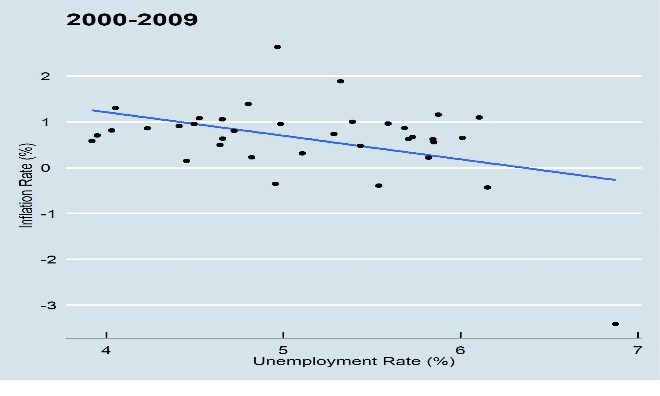 2000-2009
2
1
0
-1
-2
-3
Inflation Rate (%)
4 5 6 7
Unemployment Rate (%)